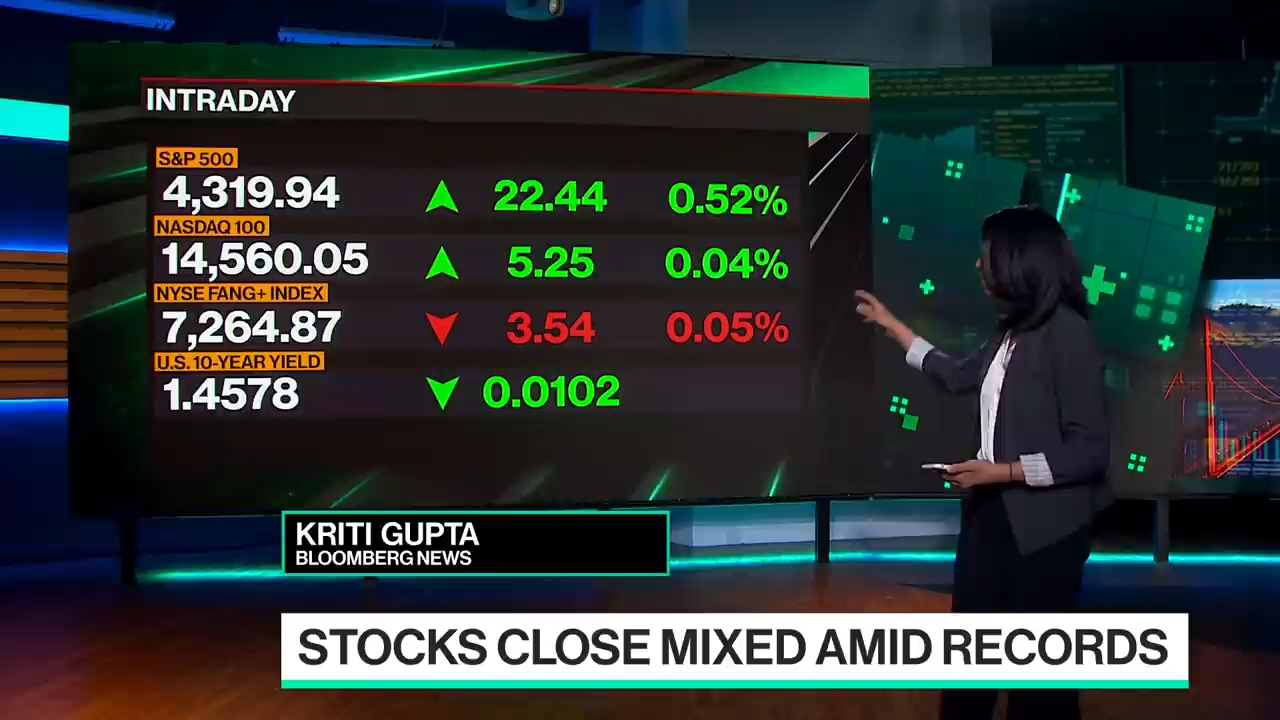 INTRADAY
S&P 500
4,319.94 22.44 0.52%
NASDAQ 100
14,560.05 5.25 0.04%
NYSE FANG+ INDEX
7,264.87 3.54 0.05%
U.S. 10-YEAR YIELD
1.4578 0.0102
KRITI GUPTA
BLOOMBERG NEWS
STOCKS CLOSE MIXED AMID RECORDS